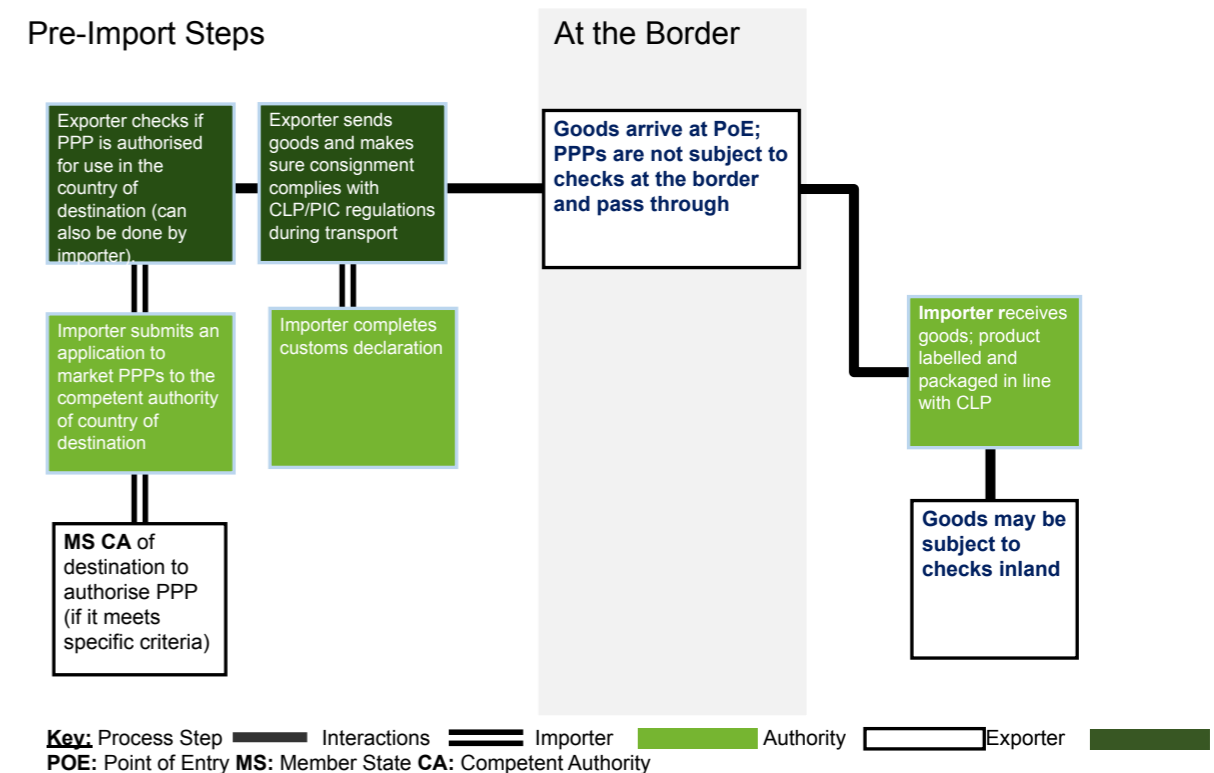 Pre-Import Steps
At the Border
Exporter checks if
PPP is authorised
for use in the
country of
destination (can
also be done by
importer).
Exporter sends
goods and makes
sure consignment
complies with
CLP/PIC regulations
during transport
Goods arrive at PoE;
PPPs are not subject to
checks at the border
and pass through
Importer submits an
application to
market PPPs to the
competent authority
of country of
destination
Importer completes
customs declaration
Importer receives
goods; product
labelled and
packaged in line
with CLP
MS CA of
destination to
authorise PPP
(if it meets
specific criteria)
Goods may be
subject to
checks inland
Key: Process Step Interactions Importer Authority Exporter
POE: Point of Entry MS: Member State CA: Competent Authority